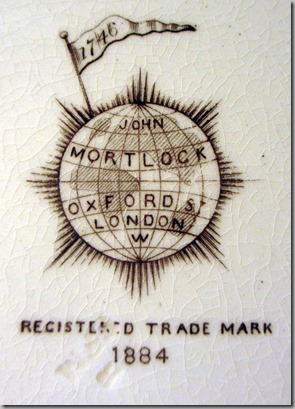 1746
JOHN
MORTLOCK
OXFORD ST
LONDON
W
REGISTERED TRADE MARK
1884